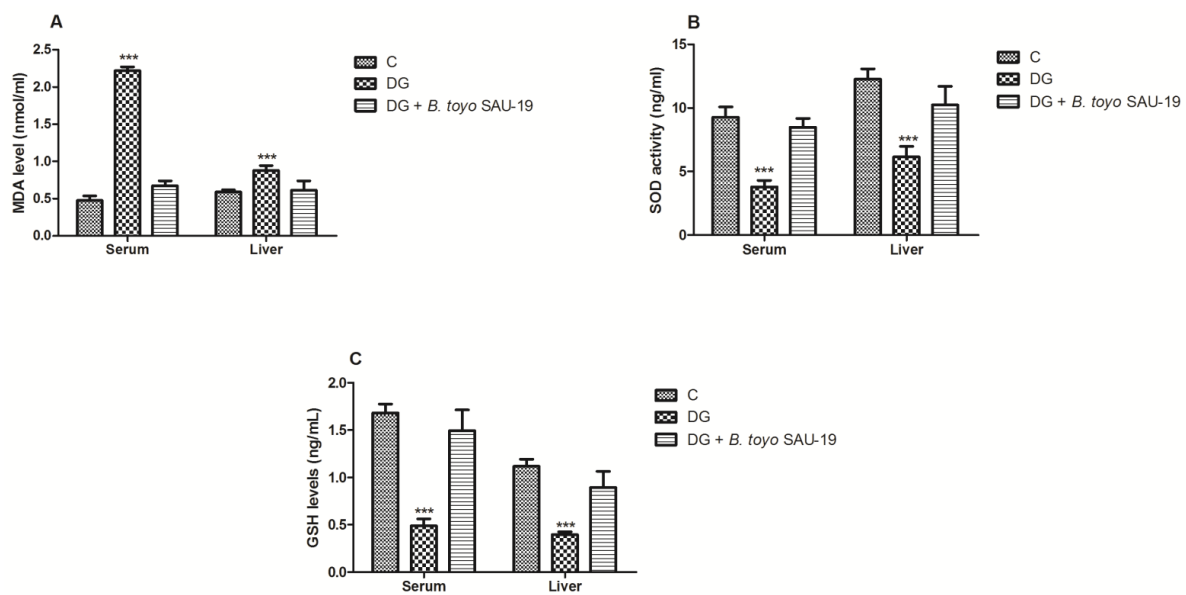 A
MDA level (nmol/ml)
2.5
2.0
1.5
1.0
0.5
0.0
***
***
Serum
Liver
C
DG
DG + B. toyo SAU-19
B
SOD activity (ng/ml)
15
10
5
0
***
***
Serum
Liver
C
DG
DG + B. toyo SAU-19
C
GSH levels (ng/mL)
2.0
1.5
1.0
0.5
0.0
***
***
Serum
Liver
C
DG
DG + B. toyo SAU-19